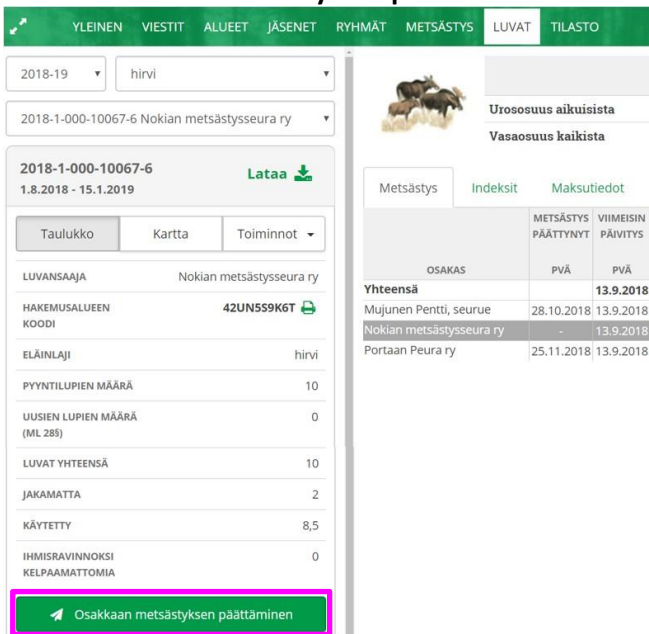 YLEINEN VIESTIT ALUEET JÄSENET RYHMÄT METSÄSTYS LUVAT TILASTO
2018-19 hirvi
2018-1-000-10067-6 Nokian metsästysseura ry
2018-1-000-10067-6
1.8.2018 - 15.1.2019
Lataa
Taulukko Kartta Toiminnot
LUVANSAAJA Nokian metsästysseura ry
HAKEMUSALUEEN KOODI 42UN5S9K6T
ELÄINLAJI hirvi
PYYNTILUPIEN MÄÄRÄ 10
UUSIEN LUPIEN MÄÄRÄ (ML 28§) 0
LUVAT YHTEENSÄ 10
JAKAMATTA 2
KÄYTETTY 8,5
IHMISRAVINNOKSI KELPAAMATTOMIA 0
Osakkaan metsästyksen päättäminen
Urososuus aikuisista
Vasaosuus kaikista
Metsästys Indeksit Maksutiedot
METSÄSTYS PÄÄTTYNYT VIIMEISIN PÄIVITYS
OSAKAS PVÄ PVÄ
Yhteensä 13.9.2018
Mujunen Pentti, seurue 28.10.2018 13.9.2018
Nokian metsästysseura ry - 13.9.2018
Portaan Peura ry 25.11.2018 13.9.2018